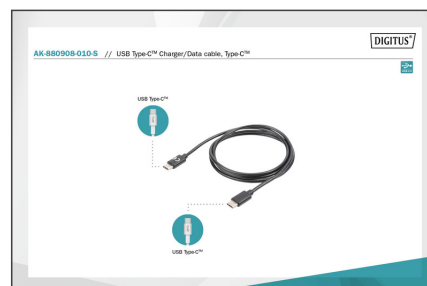 DIGITUS®
AK-880908-010-S // USB Type-C™ Charger/Data cable, Type-C™
USB Type-C™
USB Type-C™